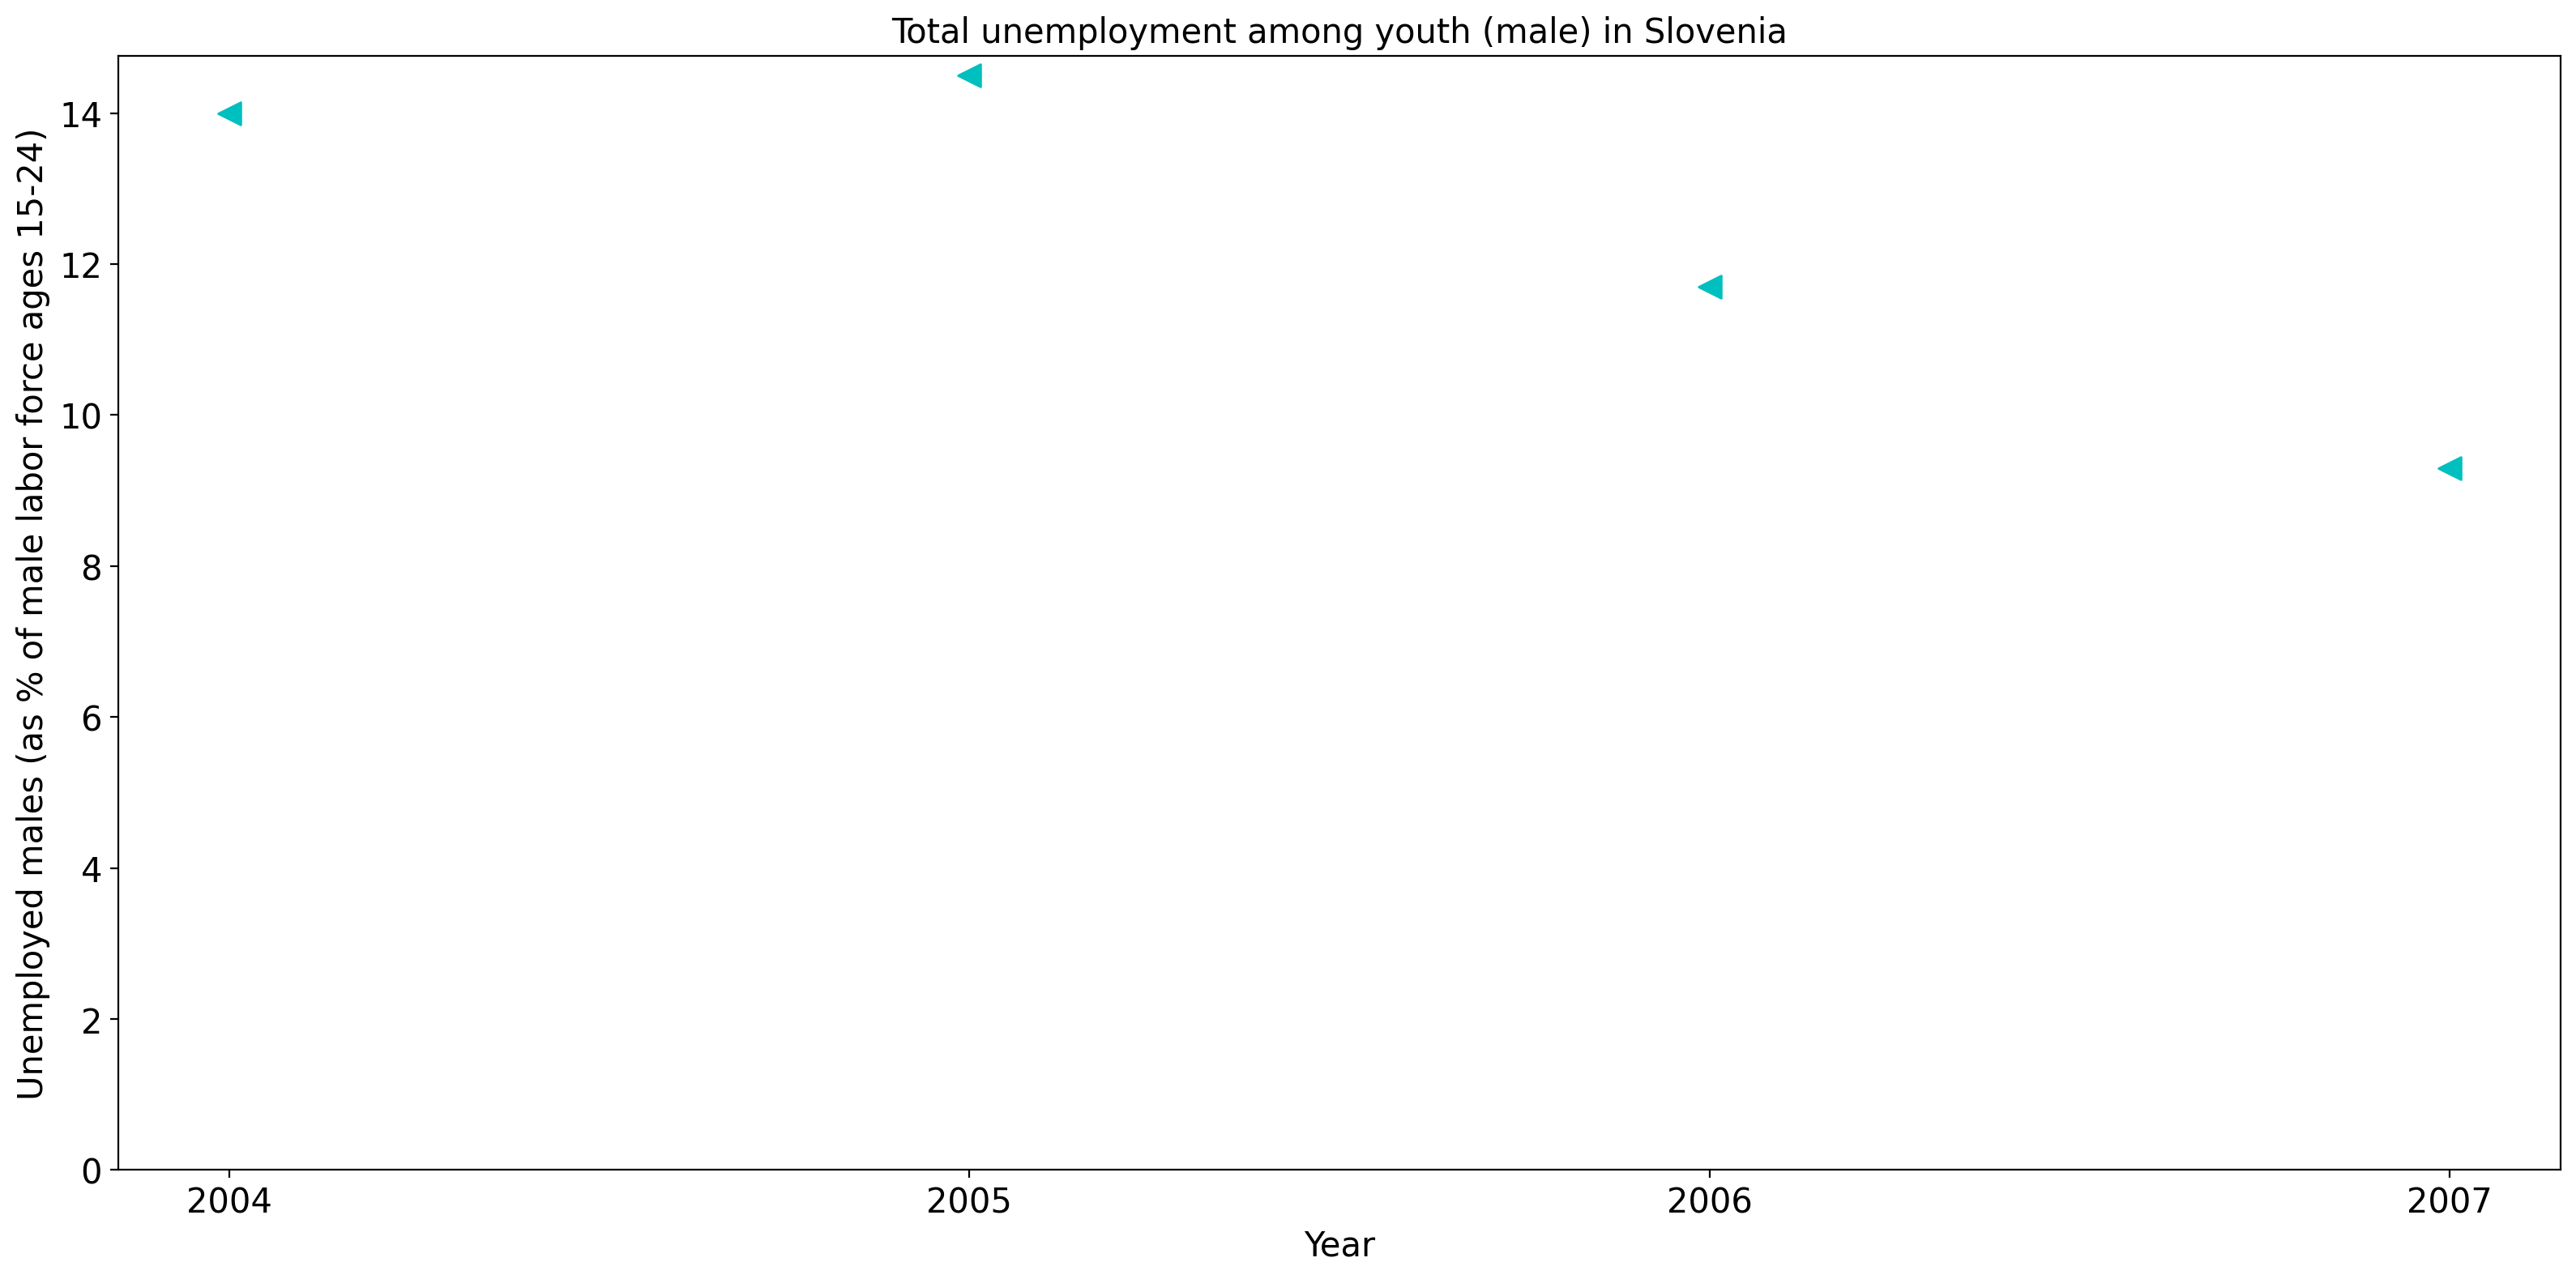 Total unemployment among youth (male) in Slovenia
Unemployed males (as % of male labor force ages 15-24)
14
12
10
8
6
4
2
0
2004 2005 2006 2007
Year